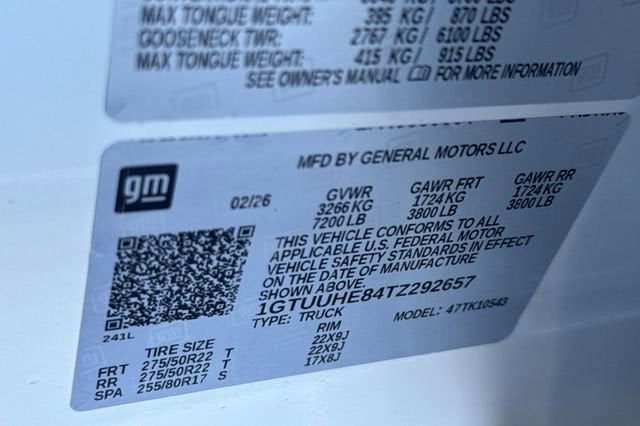 MAX TONGUE WEIGHT: 395 KG/ 870 LBS
GOOSENECK TWR: 2767 KG/ 6100 LBS
MAX TONGUE WEIGHT: 415 KG/ 915 LBS
SEE OWNER'S MANUAL FOR MORE INFORMATION
gm
MFD BY GENERAL MOTORS LLC
02/26
GVWR GAWR FRT GAWR RR
3266 KG 1724 KG 1724 KG
7200 LB 3800 LB 3800 LB
THIS VEHICLE CONFORMS TO ALL
APPLICABLE U.S. FEDERAL MOTOR
VEHICLE SAFETY STANDARDS IN EFFECT
ON THE DATE OF MANUFACTURE
SHOWN ABOVE.
1GTUUHE84TZ292657
TYPE: TRUCK MODEL: 47TK10543
241L
TIRE SIZE RIM
FRT 275/50R22 T 22X9J
RR 275/50R22 T 22X9J
SPA 255/80R17 S 17X8J